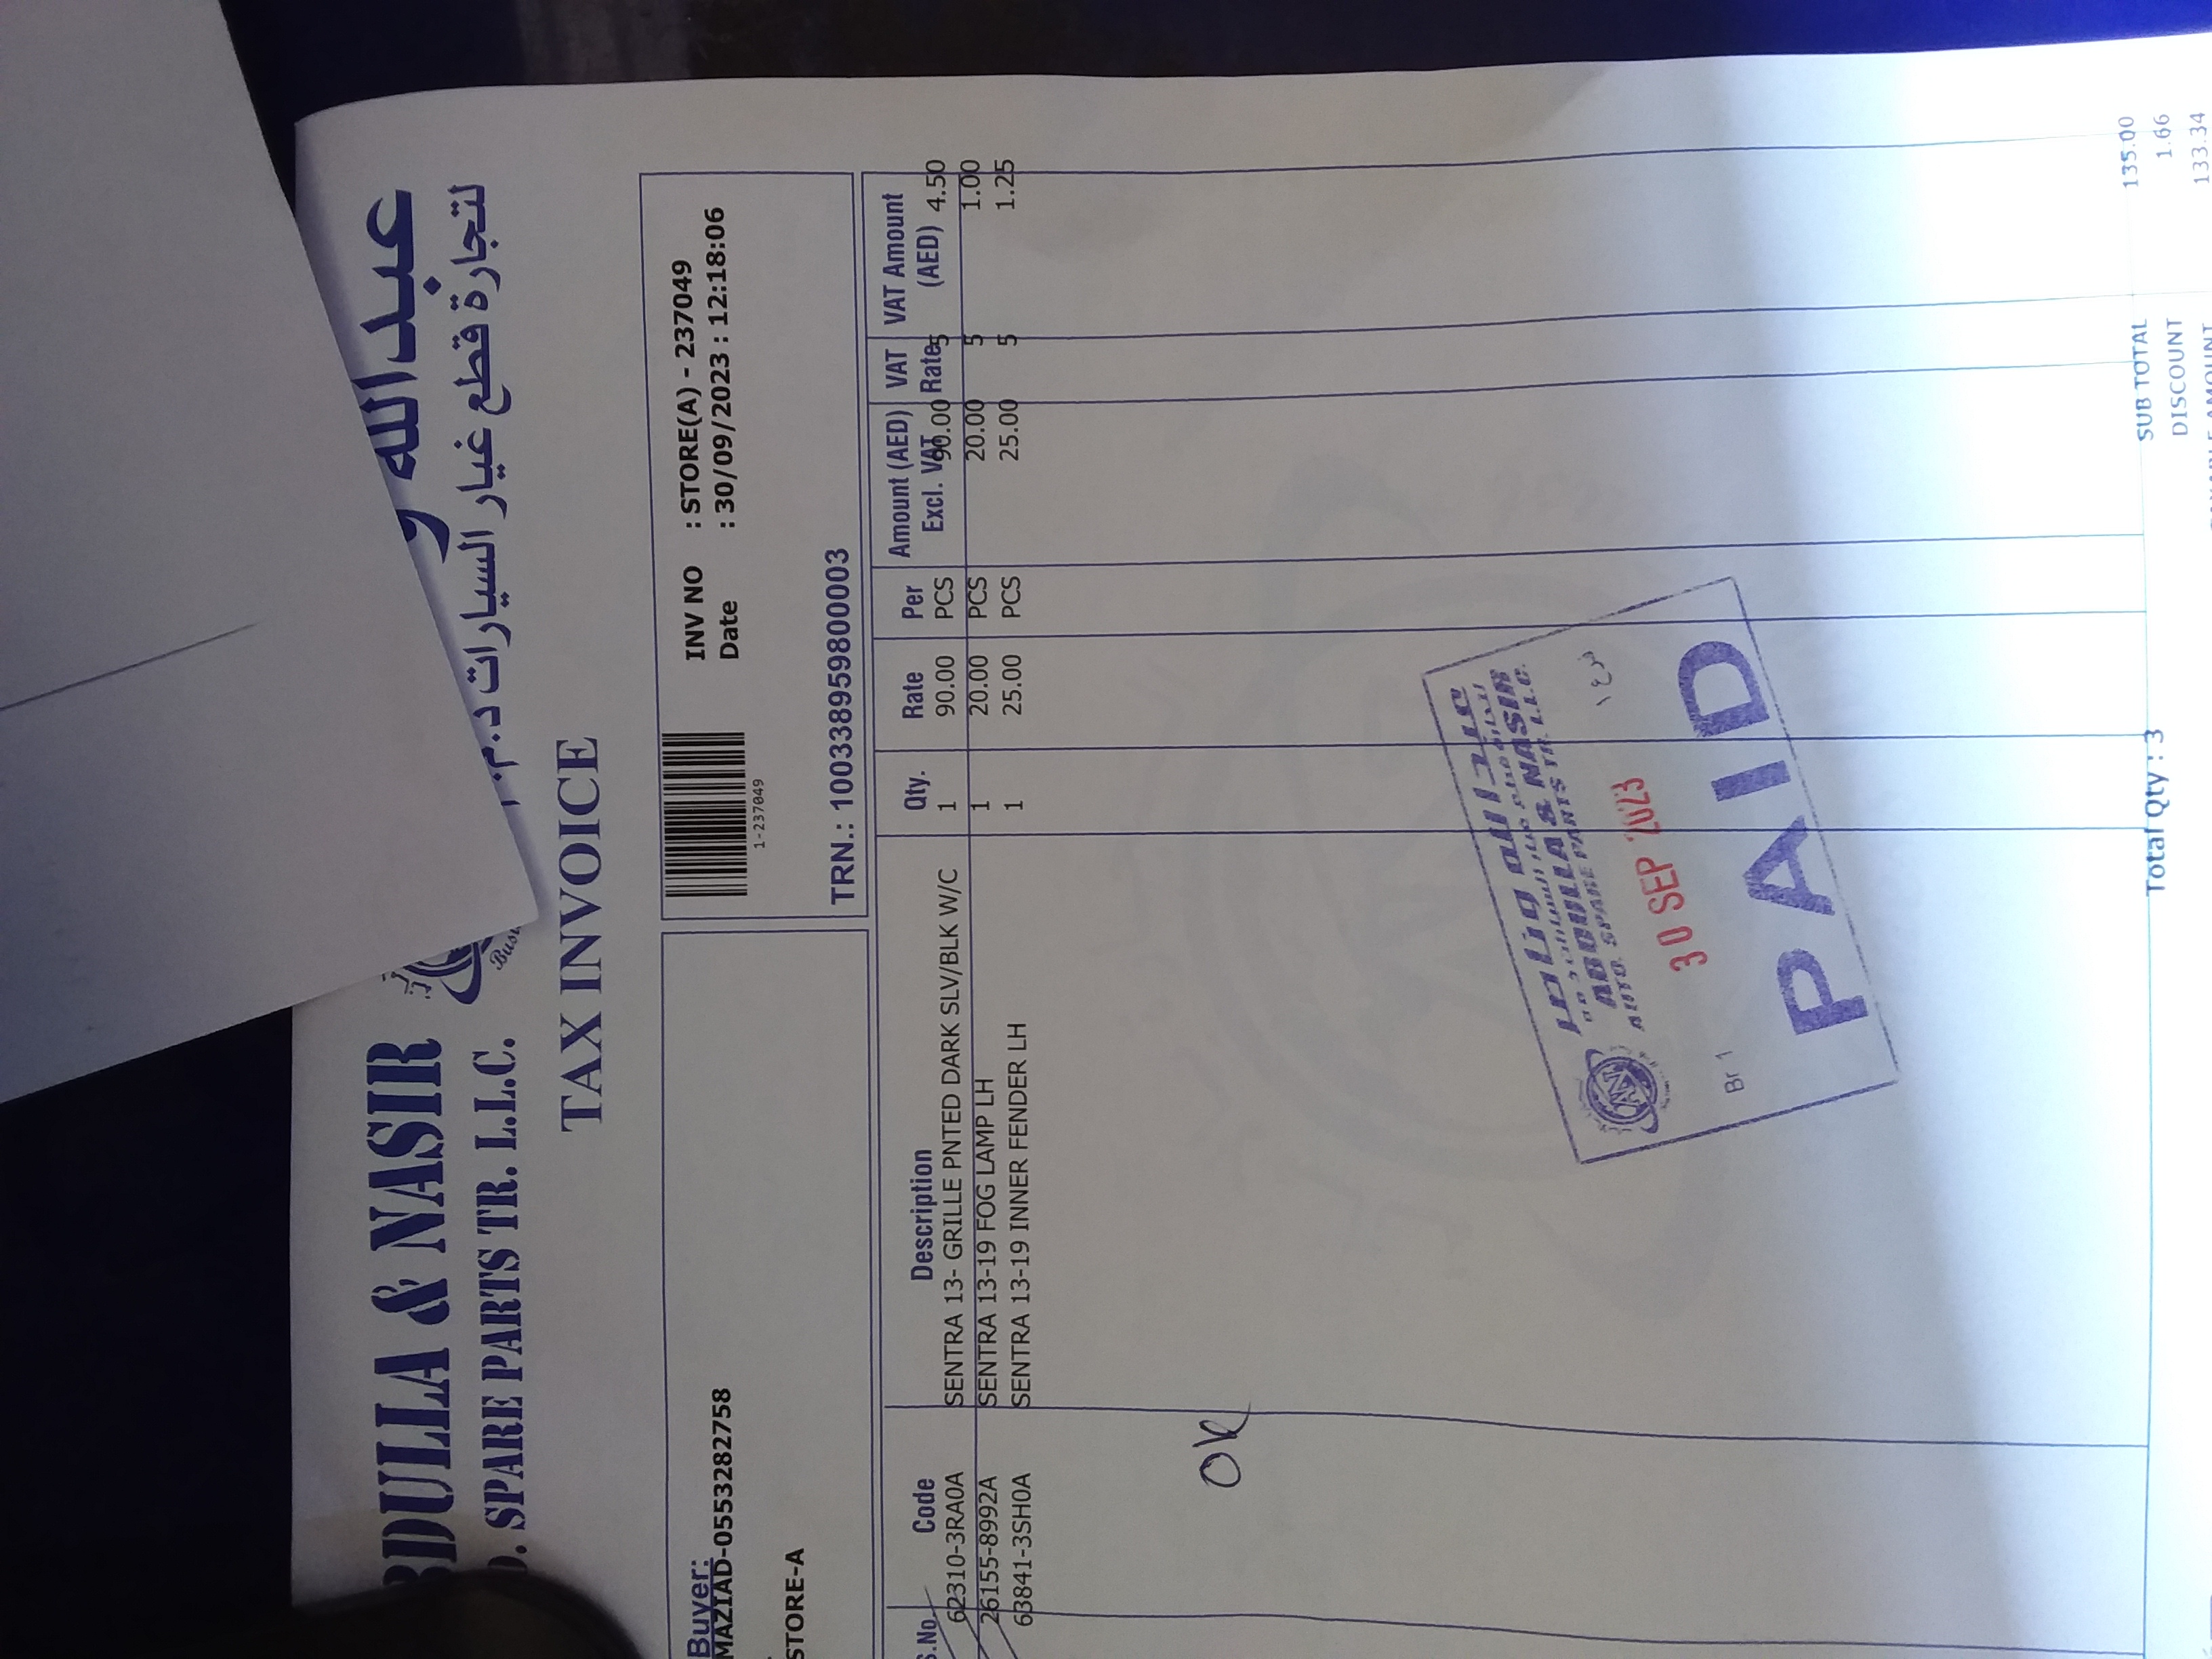 عبدالله و
لتجارة قطع غيار السيارات ذ.م.
BDULLA & NASIR
. SPARE PARTS TR. L.L.C.
TAX INVOICE
Buyer:
MAZIAD-0553282758
STORE-A
1-237049
INV NO : STORE(A) - 237049
Date : 30/09/2023 : 12:18:06
TRN.: 100338959800003
S.No. Code Description Qty. Rate Per Amount (AED) Excl. VAT VAT Rate VAT Amount (AED)
62310-3RA0A SENTRA 13- GRILLE PNTED DARK SLV/BLK W/C 1 90.00 PCS 90.00 5 4.50
26155-8992A SENTRA 13-19 FOG LAMP LH 1 20.00 PCS 20.00 5 1.00
63841-3SH0A SENTRA 13-19 INNER FENDER LH 1 25.00 PCS 25.00 5 1.25
OK
ABDULLA & NASIR
AUTO. SPARE PARTS TR. L.L.C.
30 SEP 2023
Br 1
PAID
Total Qty : 3
SUB TOTAL 135.00
DISCOUNT 1.66
AMOUNT 133.34